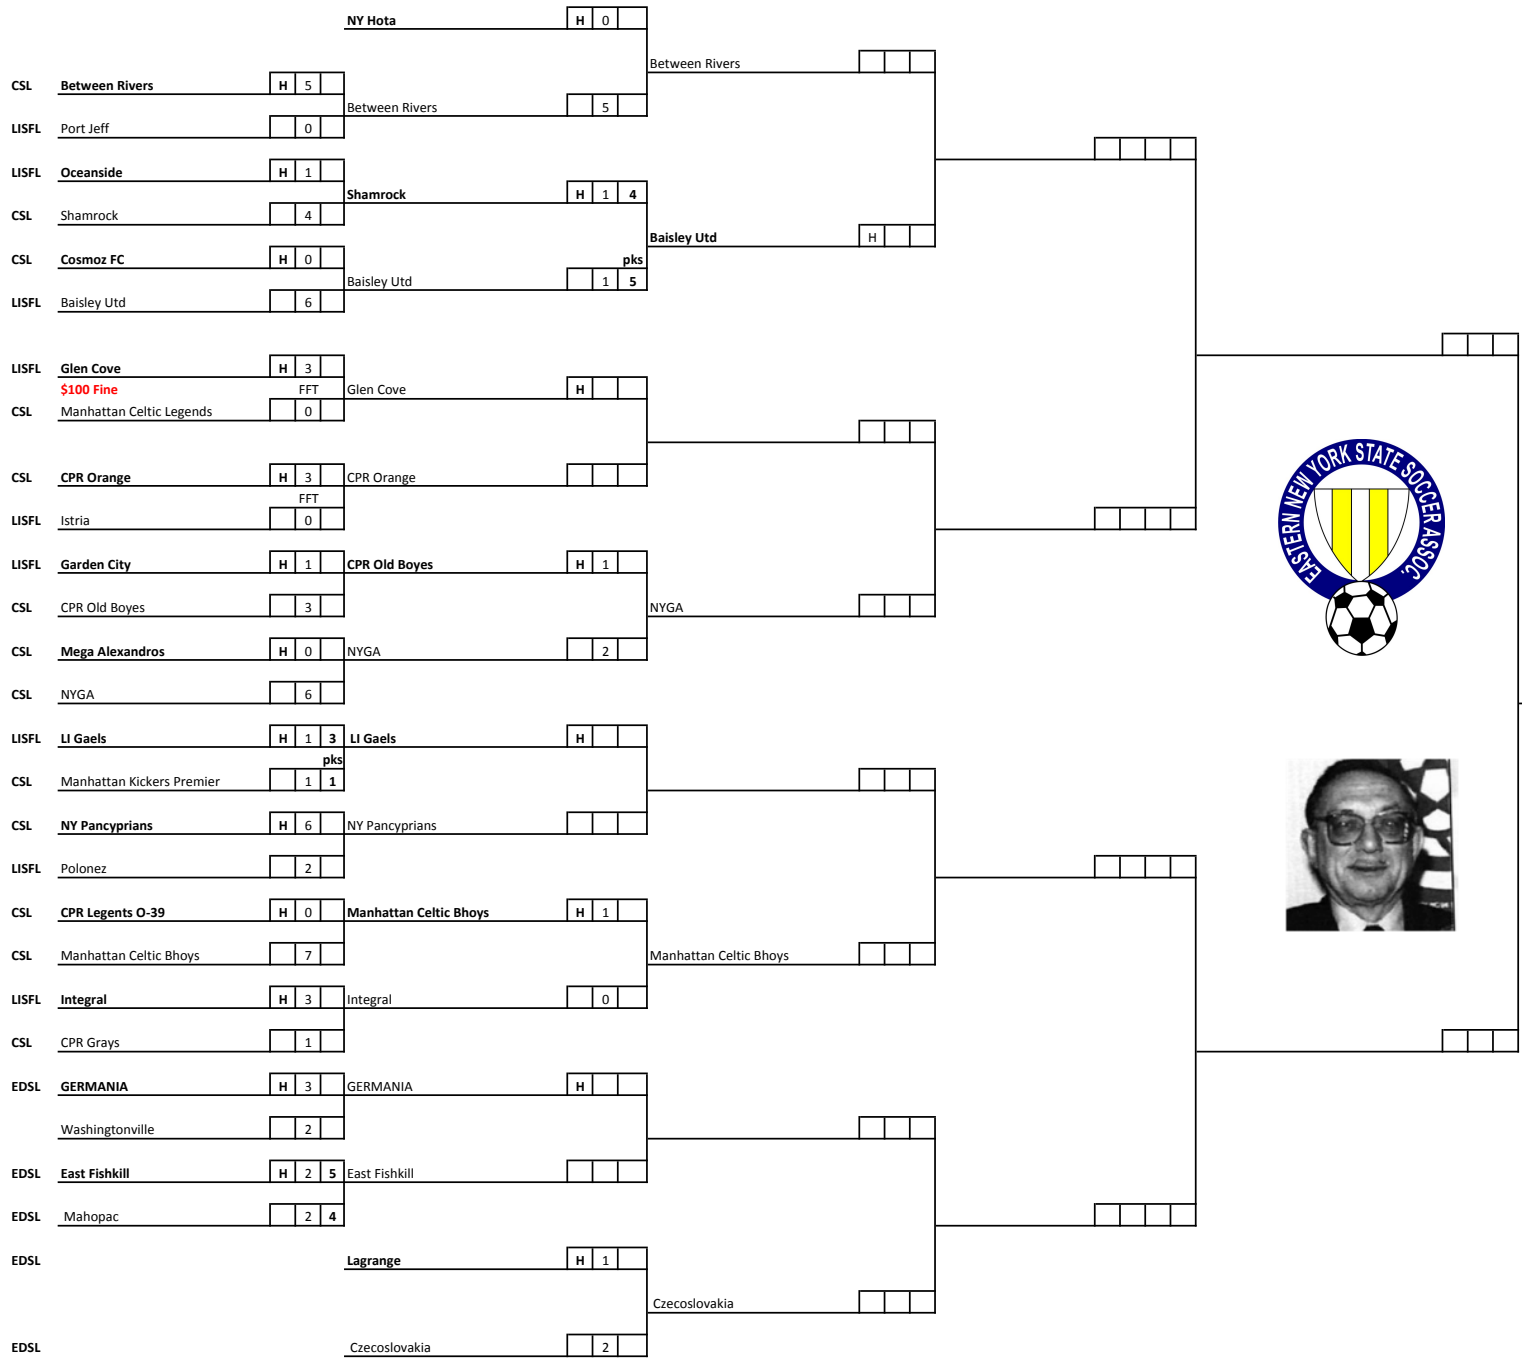 NY Hota H 0
Between Rivers
CSL Between Rivers H 5
Between Rivers 5
LISFL Port Jeff 0
LISFL Oceanside H 1
Shamrock H 1 4
CSL Shamrock 4
Baisley Utd H
CSL Cosmoz FC H 0 pks
Baisley Utd 1 5
LISFL Baisley Utd 6
LISFL Glen Cove H 3
$100 Fine FFT Glen Cove H
CSL Manhattan Celtic Legends 0
CSL CPR Orange H 3 CPR Orange
FFT
LISFL Istria 0
LISFL Garden City H 1 CPR Old Boyes H 1
CSL CPR Old Boyes 3 NYGA
CSL Mega Alexandros H 0 NYGA 2
CSL NYGA 6
LISFL LI Gaels H 1 3 LI Gaels H
pks
CSL Manhattan Kickers Premier 1 1
CSL NY Pancyprians H 6 NY Pancyprians
LISFL Polonez 2
CSL CPR Legents O-39 H 0 Manhattan Celtic Bhoys H 1
CSL Manhattan Celtic Bhoys 7 Manhattan Celtic Bhoys
LISFL Integral H 3 Integral 0
CSL CPR Grays 1
EDSL GERMANIA H 3 GERMANIA H
Washingtonville 2
EDSL East Fishkill H 2 5 East Fishkill
EDSL Mahopac 2 4
EDSL Lagrange H 1
Czecoslovakia
EDSL Czecoslovakia 2
EASTERN NEW YORK STATE SOCCER ASSOC.